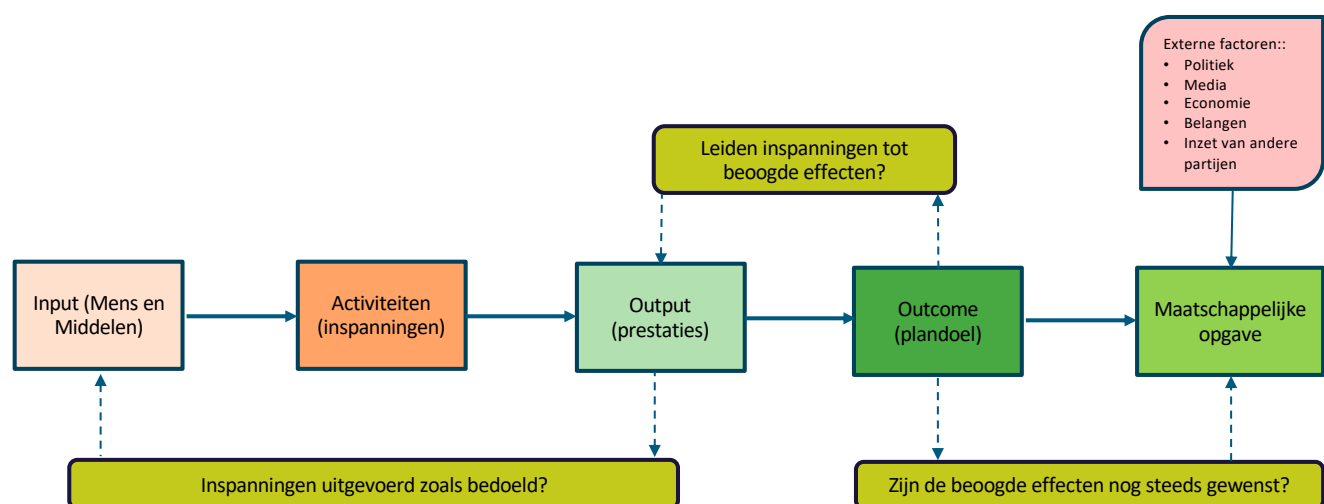 Externe factoren::
• Politiek
• Media
• Economie
• Belangen
• Inzet van andere
partijen
Leiden inspanningen tot
beoogde effecten?
Input (Mens en
Middelen)
Activiteiten
(inspanningen)
Output
(prestaties)
Outcome
(plandoel)
Maatschappelijke
opgave
Inspanningen uitgevoerd zoals bedoeld?
Zijn de beoogde effecten nog steeds gewenst?